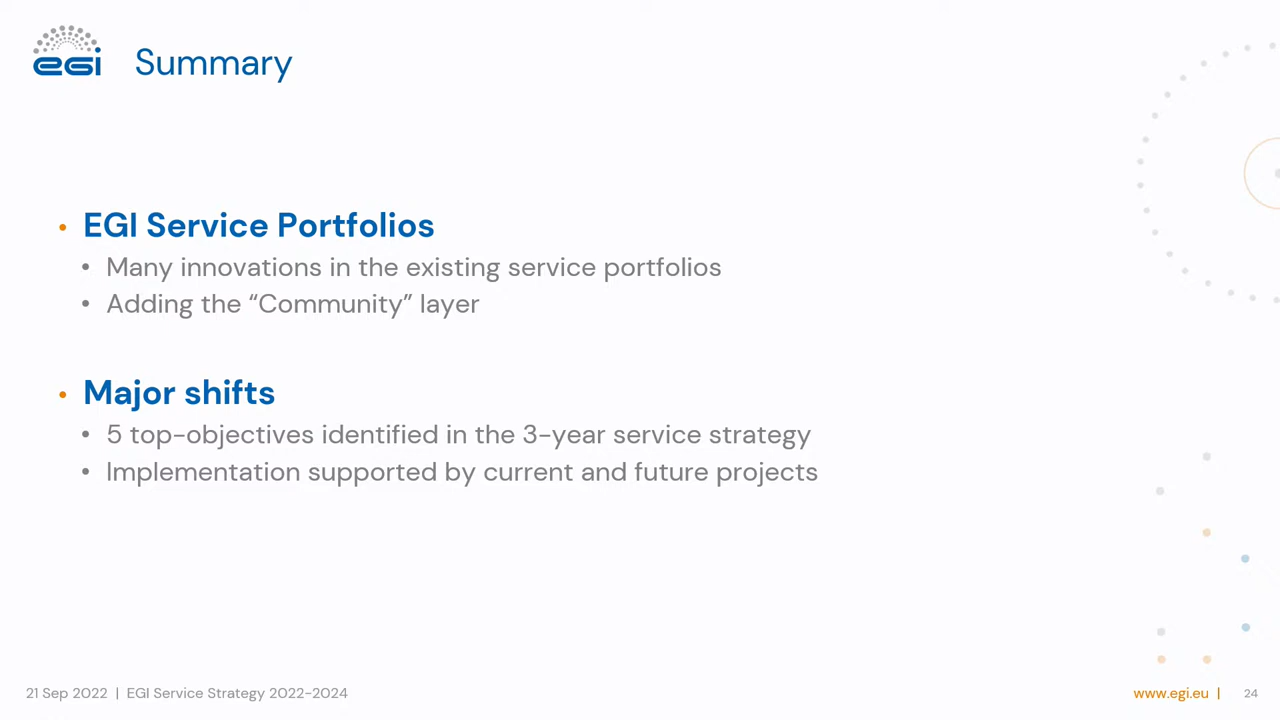 egi
Summary
• EGI Service Portfolios
• Many innovations in the existing service portfolios
• Adding the “Community” layer
• Major shifts
• 5 top-objectives identified in the 3-year service strategy
• Implementation supported by current and future projects
21 Sep 2022 | EGI Service Strategy 2022-2024
www.egi.eu | 24